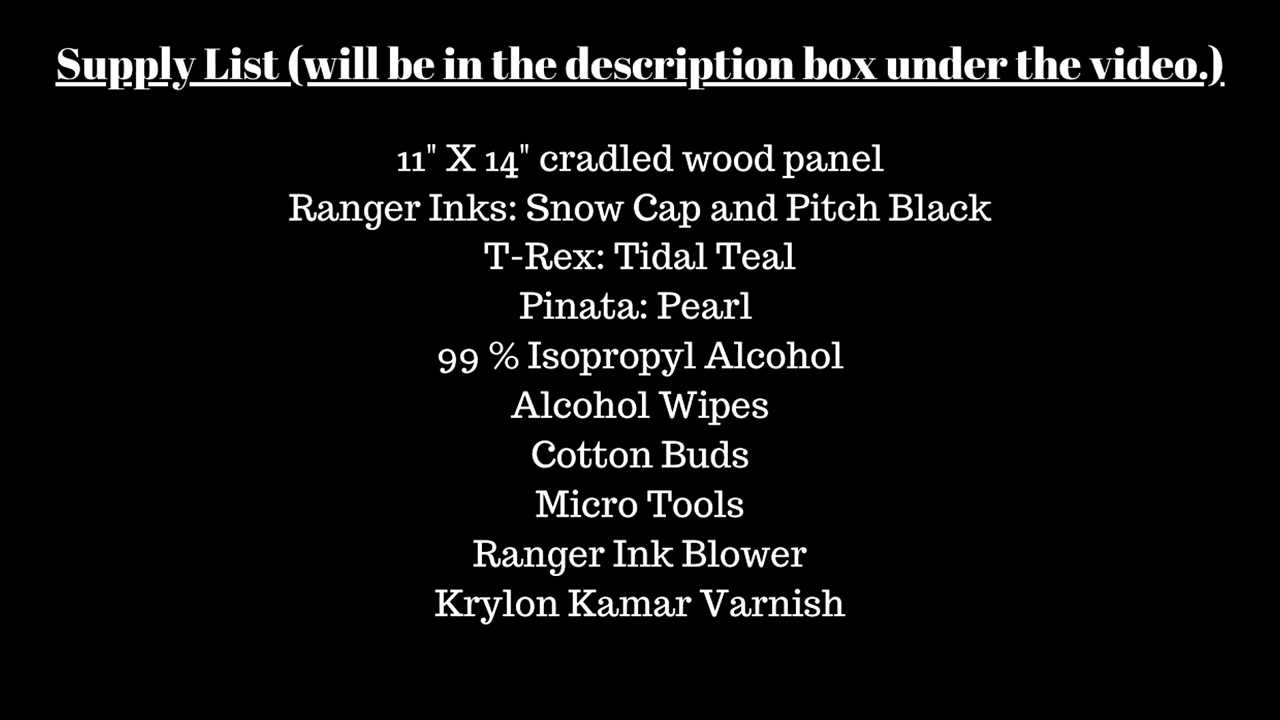 Supply List (will be in the description box under the video.)
11" X 14" cradled wood panel
Ranger Inks: Snow Cap and Pitch Black
T-Rex: Tidal Teal
Pinata: Pearl
99 % Isopropyl Alcohol
Alcohol Wipes
Cotton Buds
Micro Tools
Ranger Ink Blower
Krylon Kamar Varnish